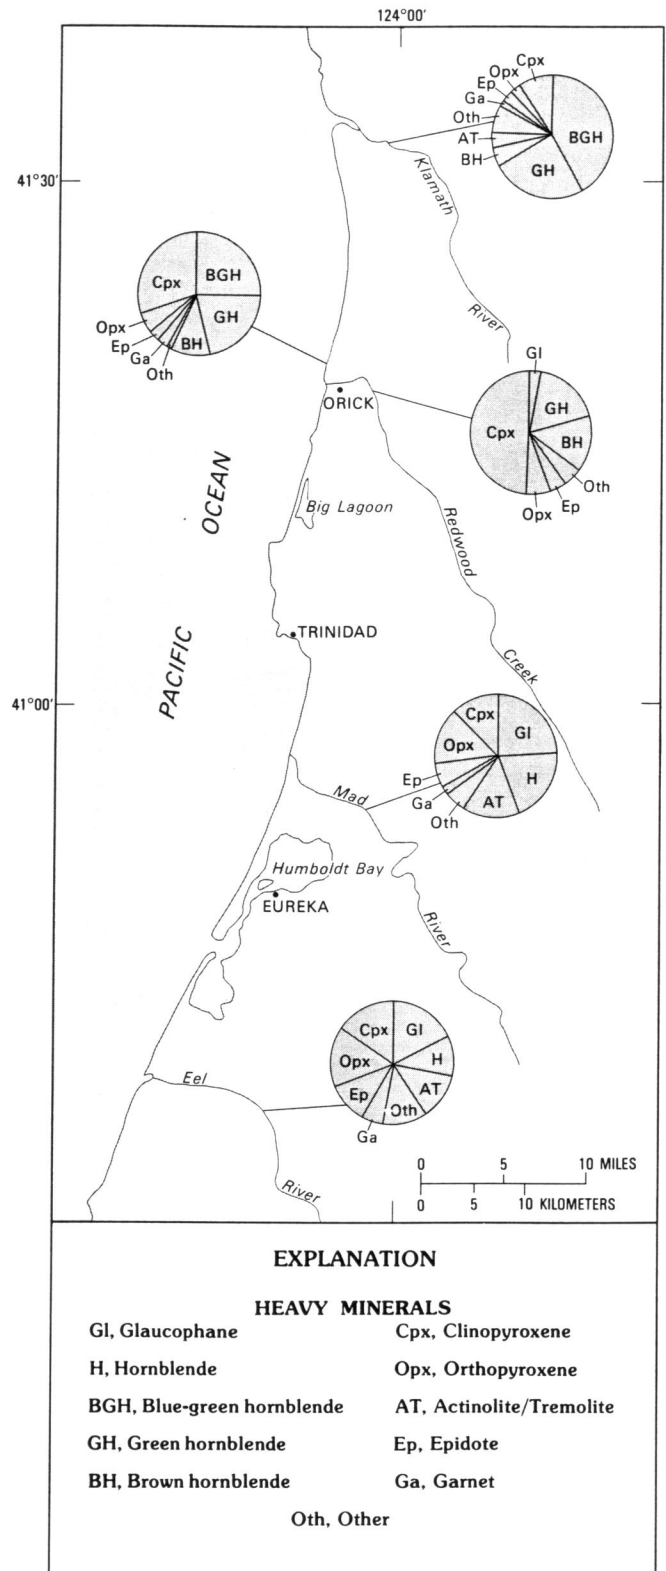 124°00'
Cpx
Opx
Ep
Ga
Oth
AT
BH
BGH
GH
41°30'
Klamath
River
BGH
Cpx
GH
Opx
Ep
Ga
BH
Oth
Gl
GH
Cpx
BH
Oth
Ep
Opx
ORICK
OCEAN
PACIFIC
Big Lagoon
Redwood
Creek
TRINIDAD
41°00'
Cpx
Gl
Opx
H
Ep
Ga
AT
Oth
Mad
River
Humboldt Bay
EUREKA
Cpx
Gl
Opx
H
Ep
AT
Oth
Ga
Eel
River
0 5 10 MILES
0 5 10 KILOMETERS
EXPLANATION
HEAVY MINERALS
Gl, Glaucophane
Cpx, Clinopyroxene
H, Hornblende
Opx, Orthopyroxene
BGH, Blue-green hornblende
AT, Actinolite/Tremolite
GH, Green hornblende
Ep, Epidote
BH, Brown hornblende
Ga, Garnet
Oth, Other